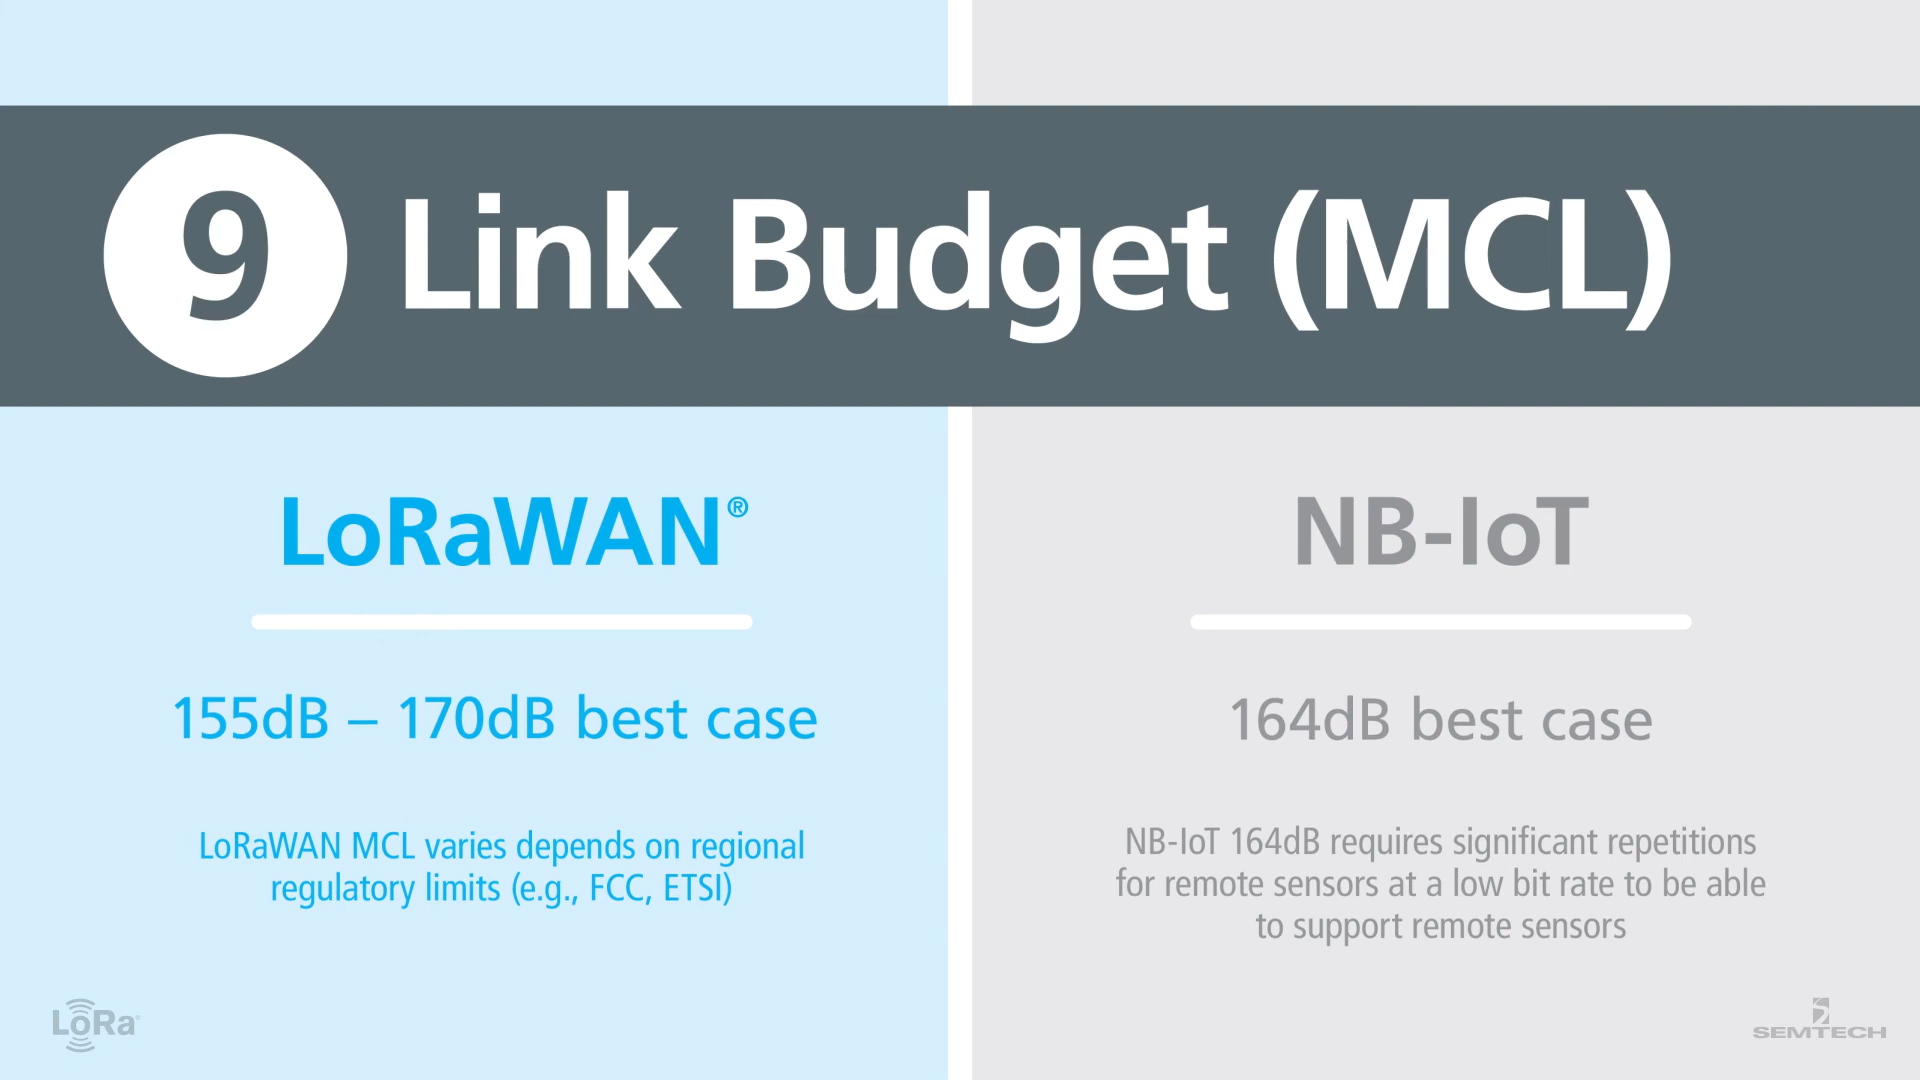 9 Link Budget (MCL)
LoRaWAN®
155dB – 170dB best case
LoRaWAN MCL varies depends on regional
regulatory limits (e.g., FCC, ETSI)
NB-IoT
164dB best case
NB-IoT 164dB requires significant repetitions
for remote sensors at a low bit rate to be able
to support remote sensors
LoRa
SEMTECH